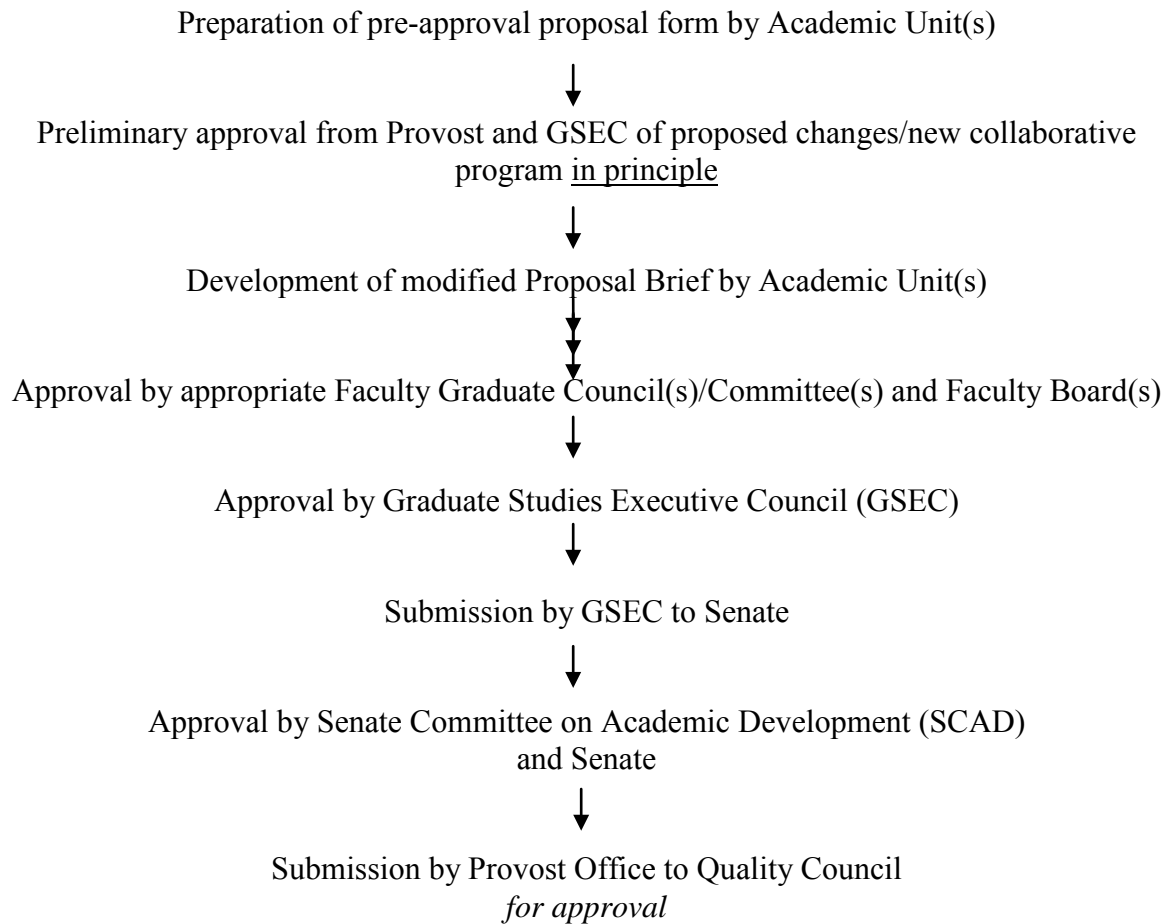 Preparation of pre-approval proposal form by Academic Unit(s)
Preliminary approval from Provost and GSEC of proposed changes/new collaborative
program in principle
Development of modified Proposal Brief by Academic Unit(s)
Approval by appropriate Faculty Graduate Council(s)/Committee(s) and Faculty Board(s)
Approval by Graduate Studies Executive Council (GSEC)
Submission by GSEC to Senate
Approval by Senate Committee on Academic Development (SCAD)
and Senate
Submission by Provost Office to Quality Council
for approval